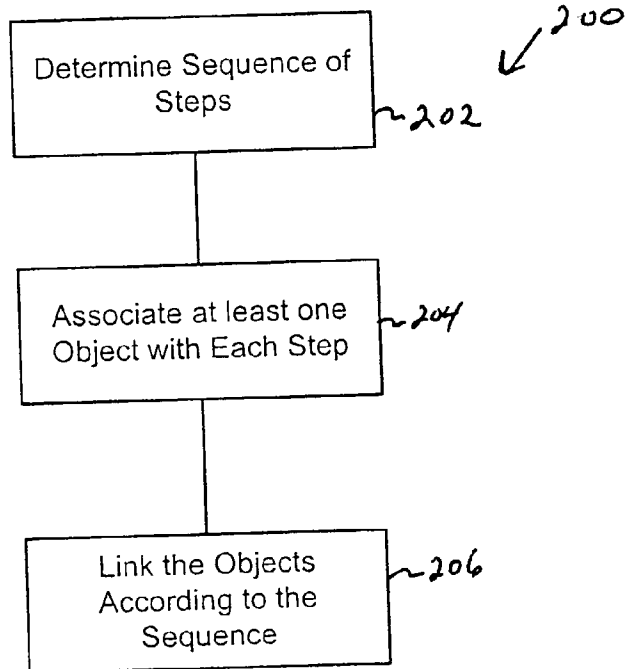 200
Determine Sequence of
Steps
202
Associate at least one
Object with Each Step
204
Link the Objects
According to the
Sequence
206